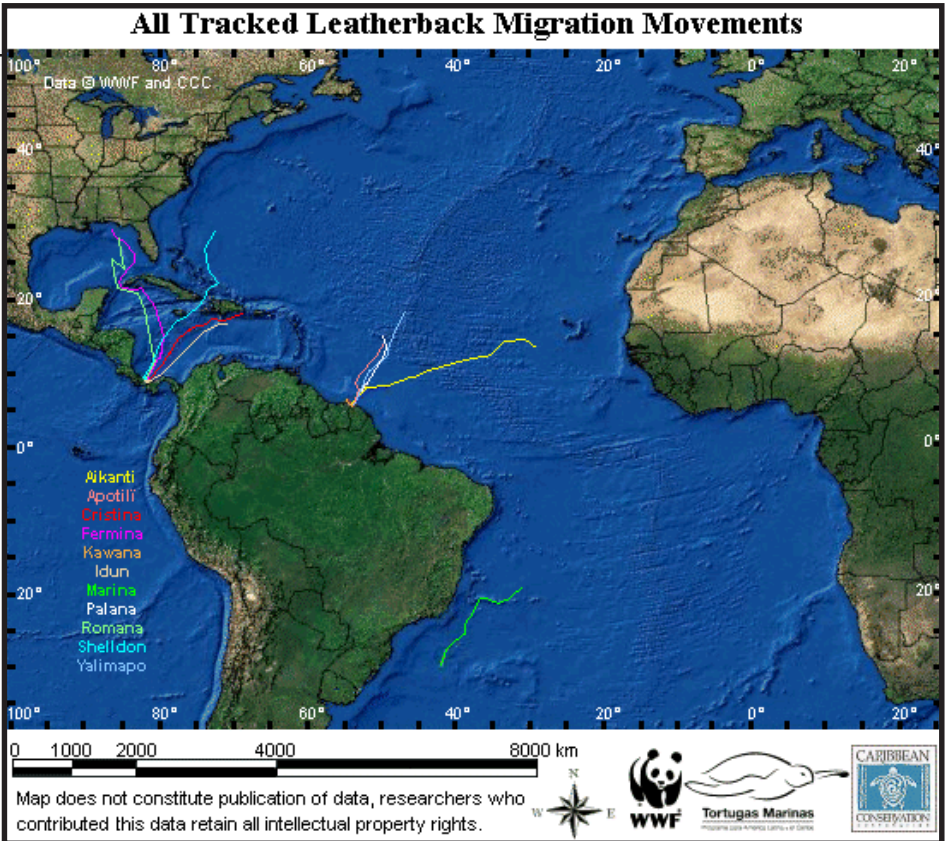 All Tracked Leatherback Migration Movements
100° 80° 60° 40° 20° 0° 20°
Data © WWF and CCC
40° 40°
20° 20°
0° 0°
Aikanti
Apotilï
Cristina
Fermina
Kawana
Idun
Marina
20° 20°
Palana
Romana
Shelldon
Yalimapo
100° 80° 60° 40° 20° 0° 20°
0 1000 2000 4000 8000 km
Map does not constitute publication of data, researchers who
contributed this data retain all intellectual property rights.
N
W E
S
WWF
Tortugas Marinas
CARIBBEAN
CONSERVATION